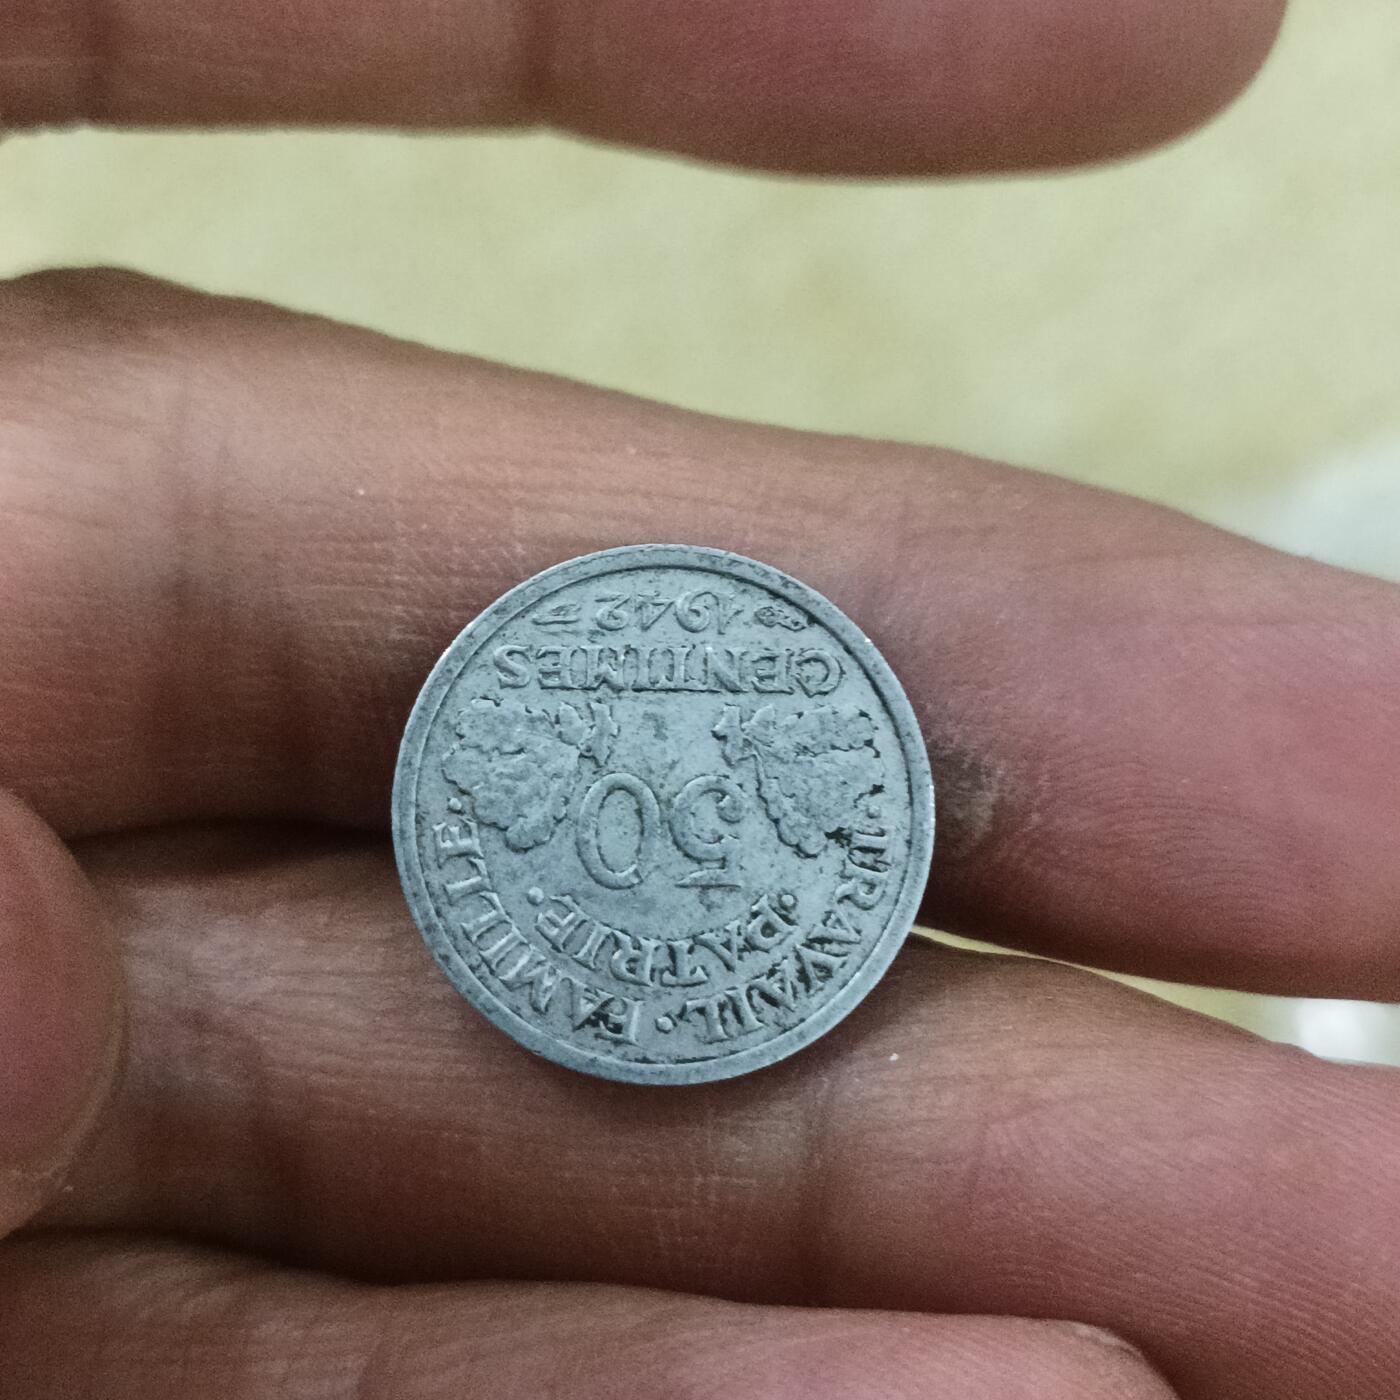 TRAVAIL · FAMILLE ·
· PATRIE ·
50
CENTIMES
1942